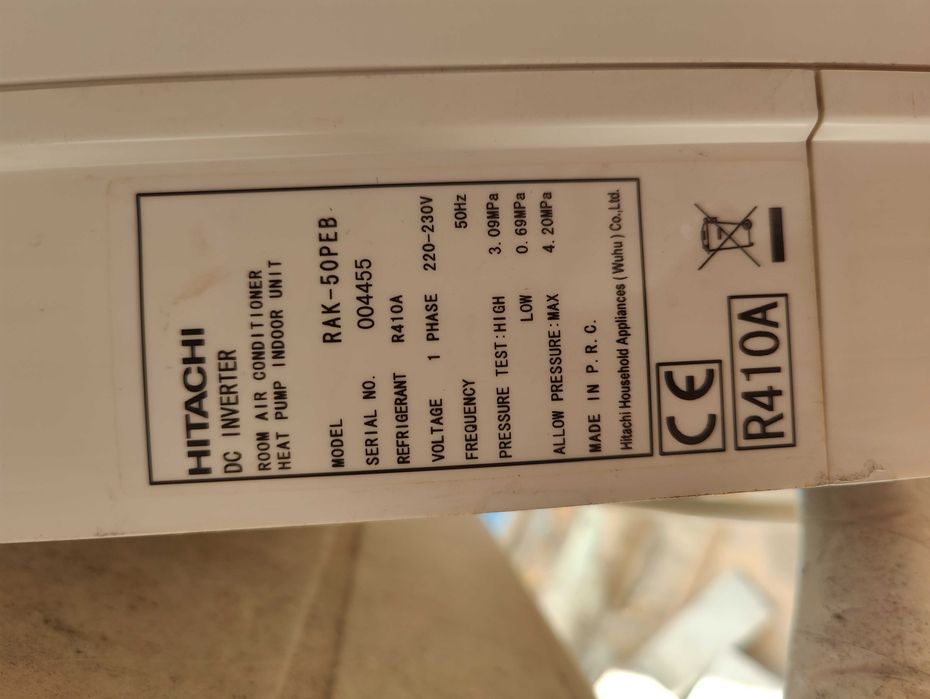 HITACHI
DC INVERTER
ROOM AIR CONDITIONER
HEAT PUMP INDOOR UNIT
MODEL RAK-50PEB
SERIAL NO. 004455
REFRIGERANT R410A
VOLTAGE 1 PHASE 220-230V
FREQUENCY 50Hz
PRESSURE TEST:HIGH 3.09MPa
LOW 0.69MPa
ALLOW PRESSURE:MAX 4.20MPa
MADE IN P.R.C.
Hitachi Household Appliances ( Wuhu ) Co.,Ltd.
CE
R410A